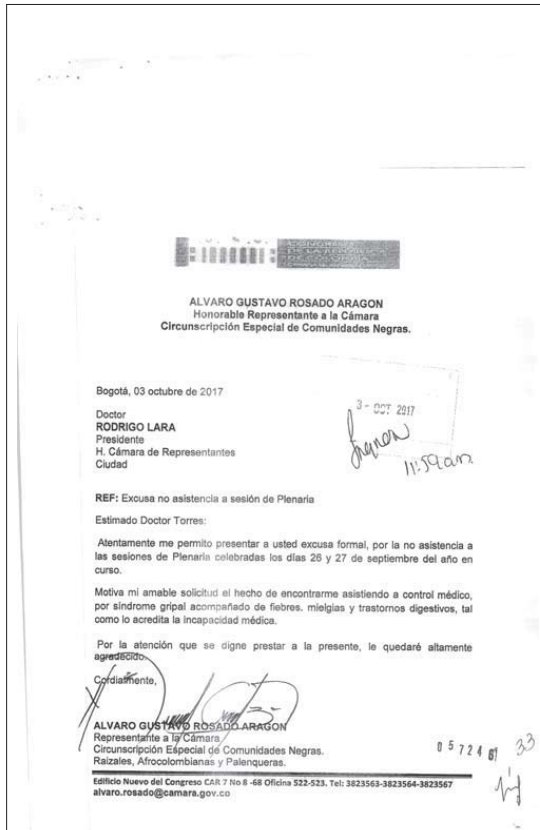 CONGRESO
DE LA REPÚBLICA
DE COLOMBIA
ALVARO GUSTAVO ROSADO ARAGON
Honorable Representante a la Cámara
Circunscripción Especial de Comunidades Negras.
Bogotá, 03 octubre de 2017
3 - OCT 2017
11:59 am
Doctor
RODRIGO LARA
Presidente
H. Cámara de Representantes
Ciudad
REF: Excusa no asistencia a sesión de Plenaria
Estimado Doctor Torres:
Atentamente me permito presentar a usted excusa formal, por la no asistencia a
las sesiones de Plenaria celebradas los días 26 y 27 de septiembre del año en
curso.
Motiva mi amable solicitud el hecho de encontrarme asistiendo a control médico,
por síndrome gripal acompañado de fiebres. mielgias y trastornos digestivos, tal
como lo acredita la incapacidad médica.
Por la atención que se digne prestar a la presente, le quedaré altamente
agradecido.
Cordialmente,
ALVARO GUSTAVO ROSADO ARAGON
Representante a la Cámara
Circunscripción Especial de Comunidades Negras.
Raizales, Afrocolombianas y Palenqueras.
05724
33
Edificio Nuevo del Congreso CAR 7 No 8 -68 Oficina 522-523. Tel: 3823563-3823564-3823567
alvaro.rosado@camara.gov.co